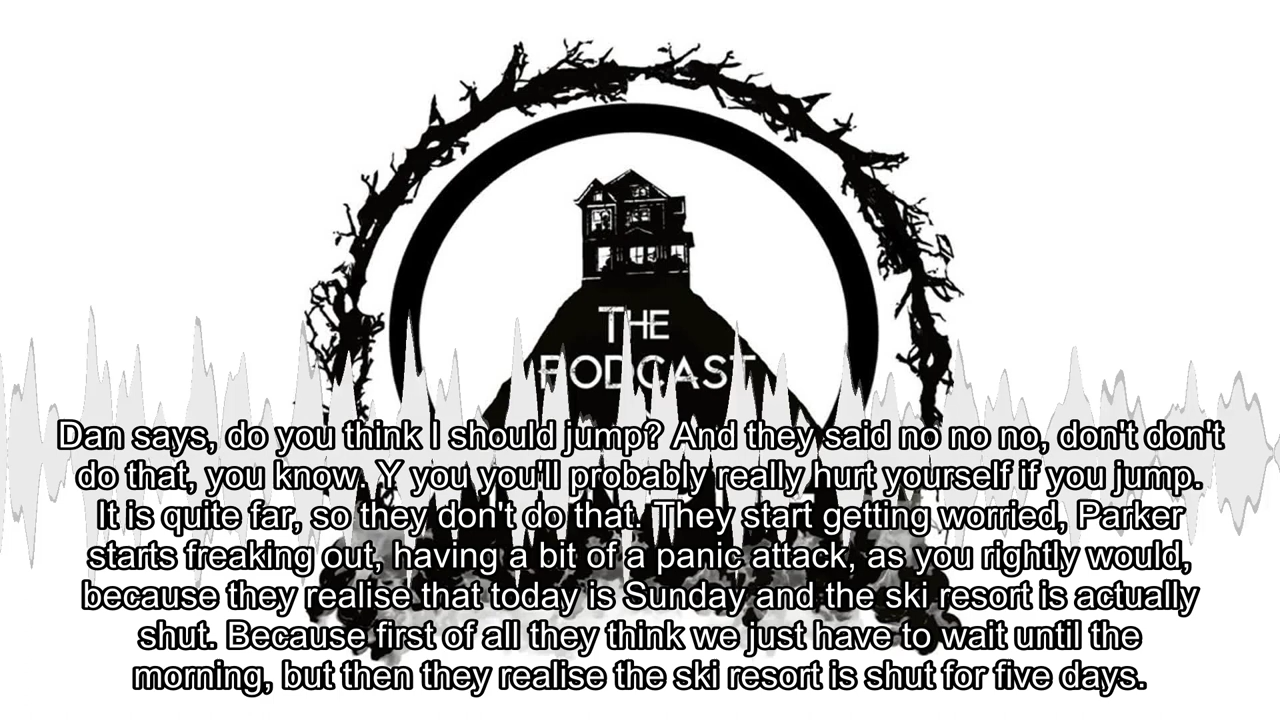 THE
PODCAST
Dan says, do you think I should jump? And they said no no no, don't don't
do that, you know. Y you you'll probably really hurt yourself if you jump.
It is quite far, so they don't do that. They start getting worried, Parker
starts freaking out, having a bit of a panic attack, as you rightly would,
because they realise that today is Sunday and the ski resort is actually
shut. Because first of all they think we just have to wait until the
morning, but then they realise the ski resort is shut for five days.